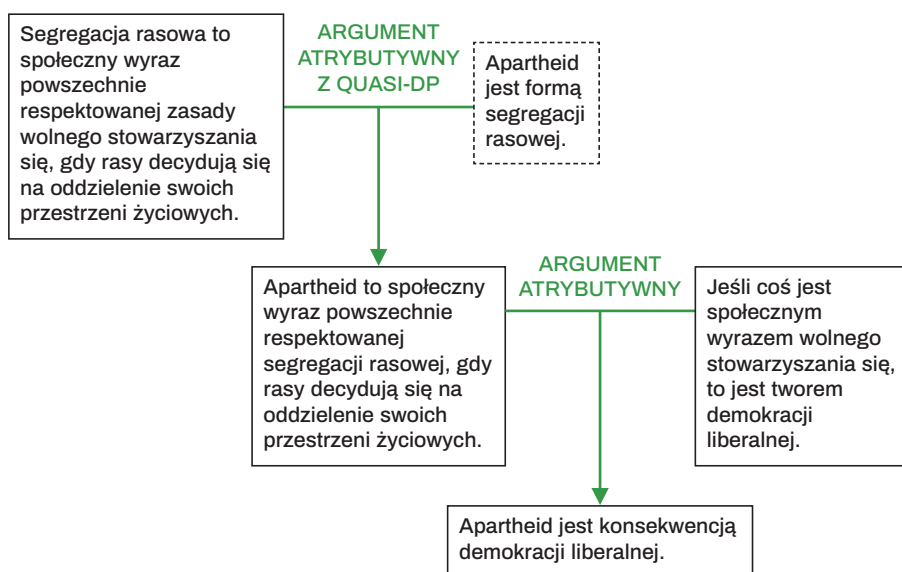 Segregacja rasowa to
społeczny wyraz
powszechnie
respektowanej zasady
wolnego stowarzyszania
się, gdy rasy decydują się
na oddzielenie swoich
przestrzeni życiowych.
ARGUMENT
ATRYBUTYWNY
Z QUASI-DP
Apartheid
jest formą
segregacji
rasowej.
Apartheid to społeczny
wyraz powszechnie
respektowanej
segregacji rasowej, gdy
rasy decydują się na
oddzielenie swoich
przestrzeni życiowych.
ARGUMENT
ATRYBUTYWNY
Jeśli coś jest
społecznym
wyrazem wolnego
stowarzyszania się,
to jest tworem
demokracji
liberalnej.
Apartheid jest konsekwencją
demokracji liberalnej.